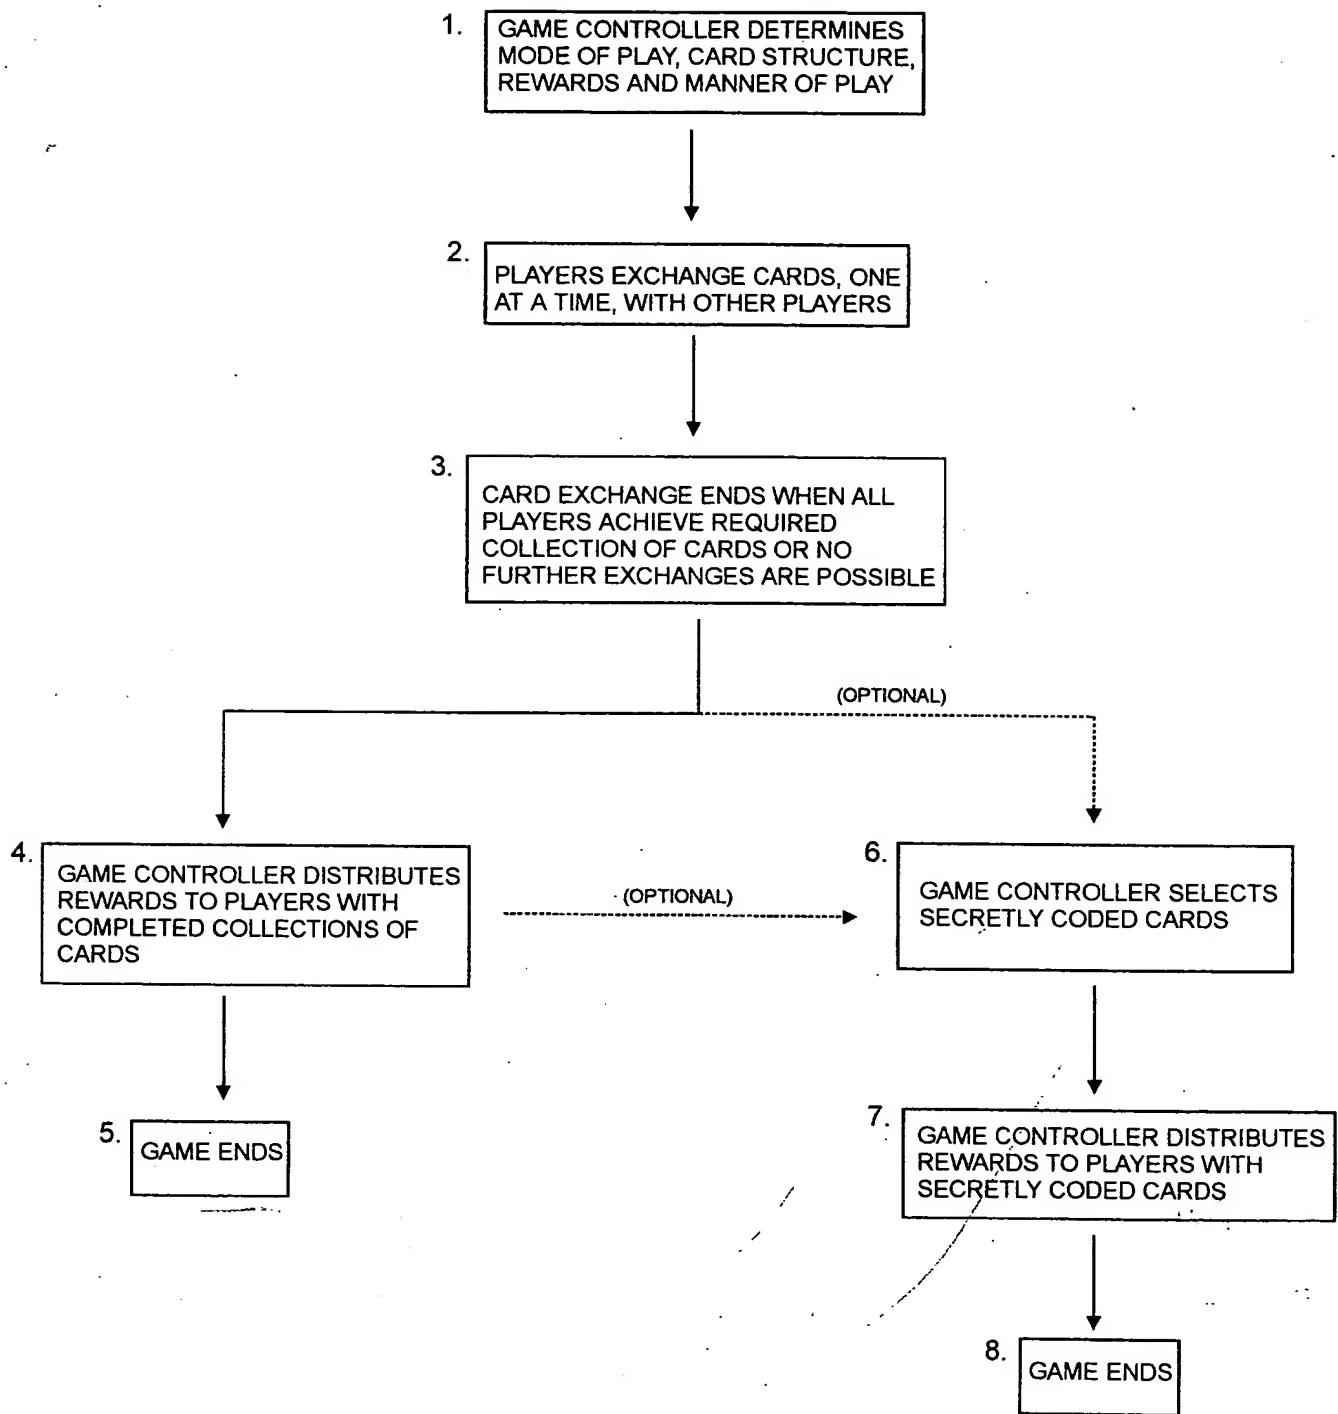 1.
GAME CONTROLLER DETERMINES
MODE OF PLAY, CARD STRUCTURE,
REWARDS AND MANNER OF PLAY
2.
PLAYERS EXCHANGE CARDS, ONE
AT A TIME, WITH OTHER PLAYERS
3.
CARD EXCHANGE ENDS WHEN ALL
PLAYERS ACHIEVE REQUIRED
COLLECTION OF CARDS OR NO
FURTHER EXCHANGES ARE POSSIBLE
(OPTIONAL)
4.
GAME CONTROLLER DISTRIBUTES
REWARDS TO PLAYERS WITH
COMPLETED COLLECTIONS OF
CARDS
(OPTIONAL)
6.
GAME CONTROLLER SELECTS
SECRETLY CODED CARDS
5.
GAME ENDS
7.
GAME CONTROLLER DISTRIBUTES
REWARDS TO PLAYERS WITH
SECRETLY CODED CARDS
8.
GAME ENDS